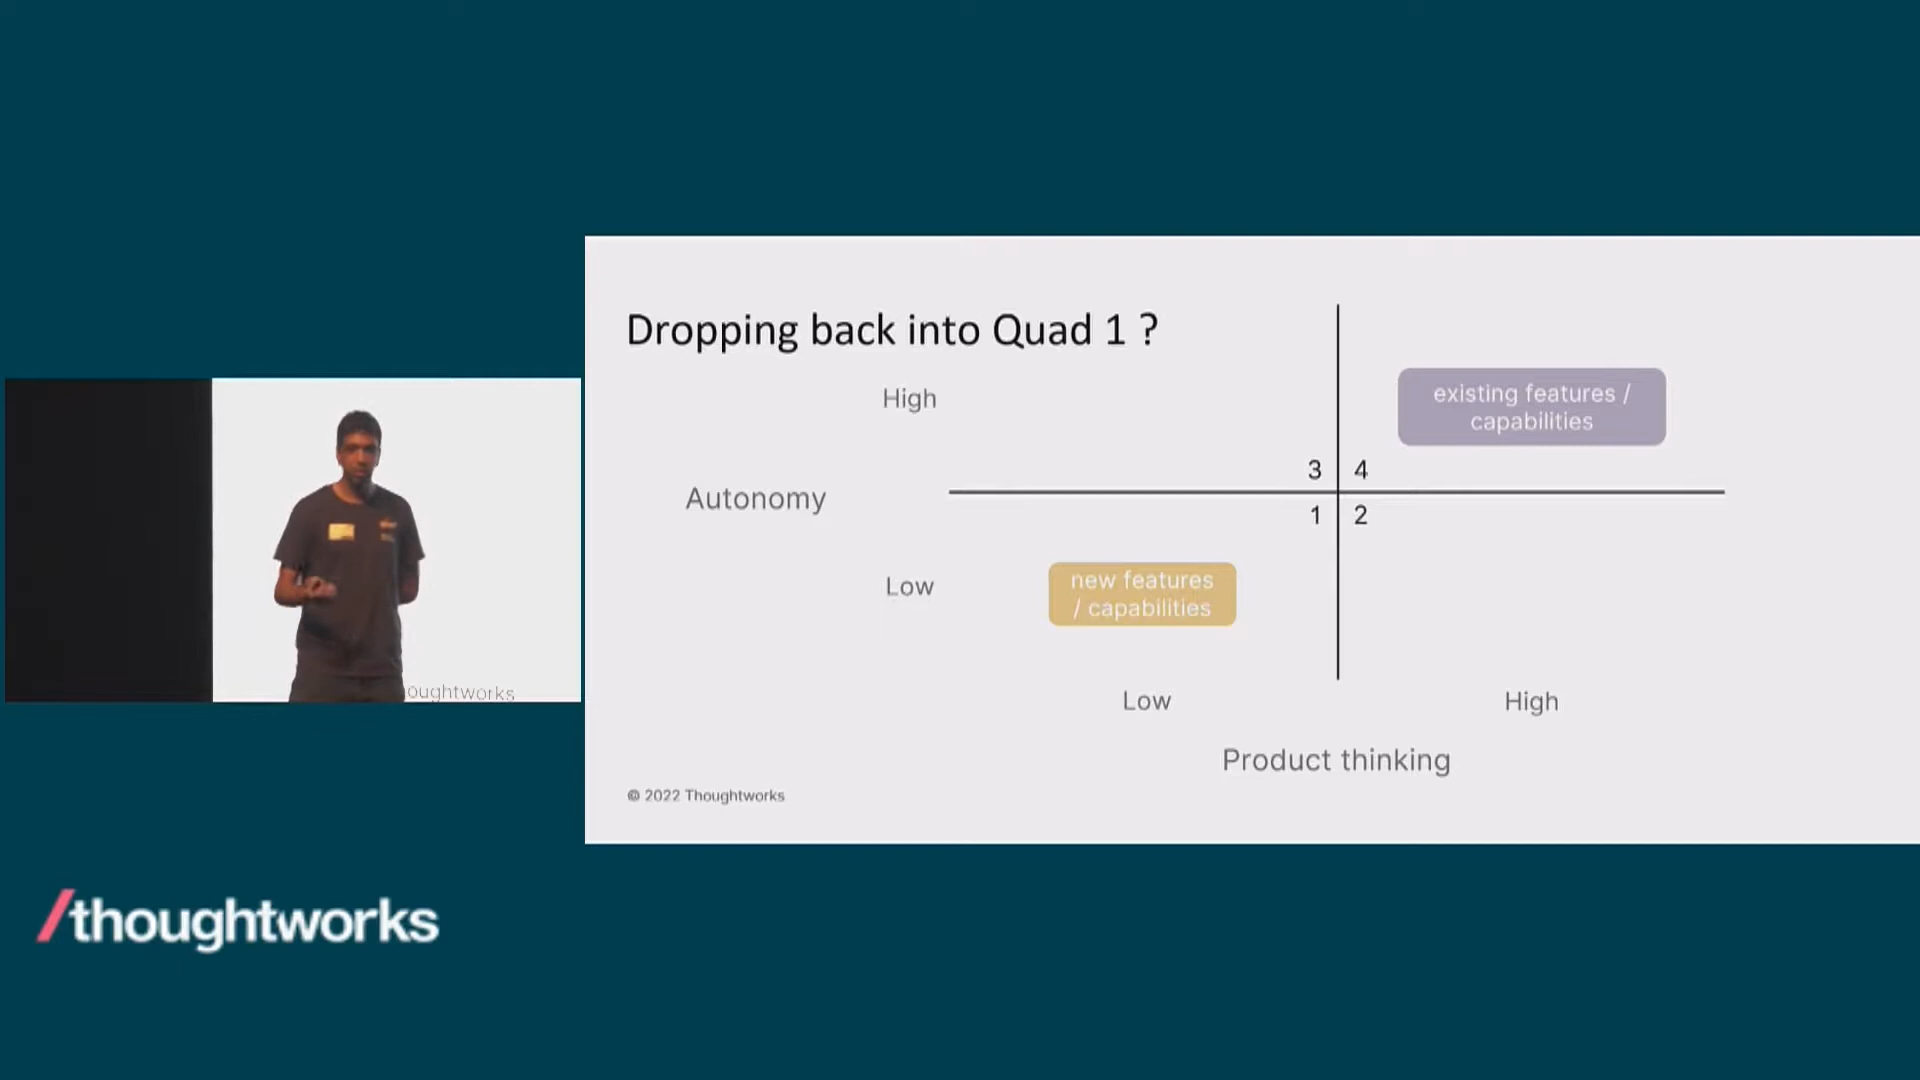 Dropping back into Quad 1 ?
High
existing features /
capabilities
3 4
Autonomy
1 2
Low
new features
/ capabilities
Low High
Product thinking
© 2022 Thoughtworks
oughtworks
/thoughtworks